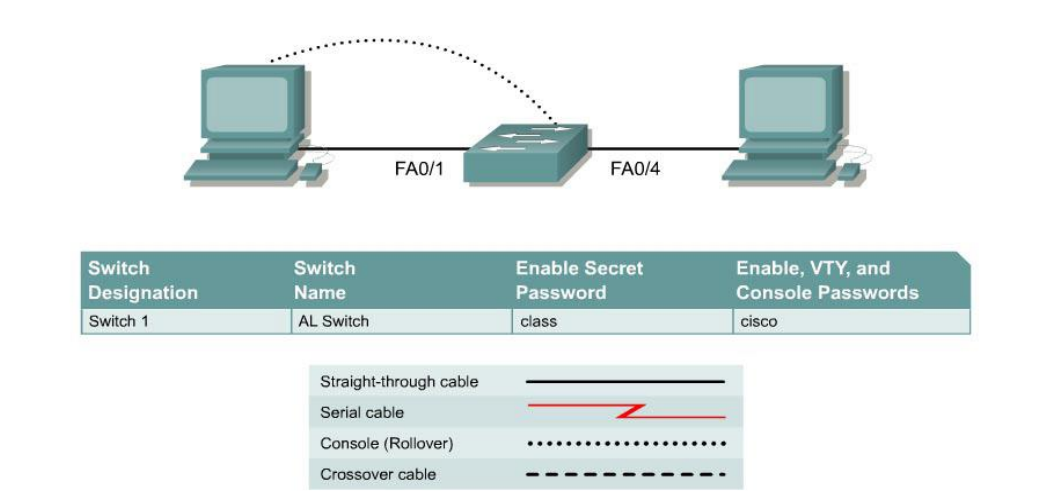 FA0/1
FA0/4
Switch Designation
Switch Name
Enable Secret Password
Enable, VTY, and Console Passwords
Switch 1
AL Switch
class
cisco
Straight-through cable
Serial cable
Console (Rollover)
Crossover cable